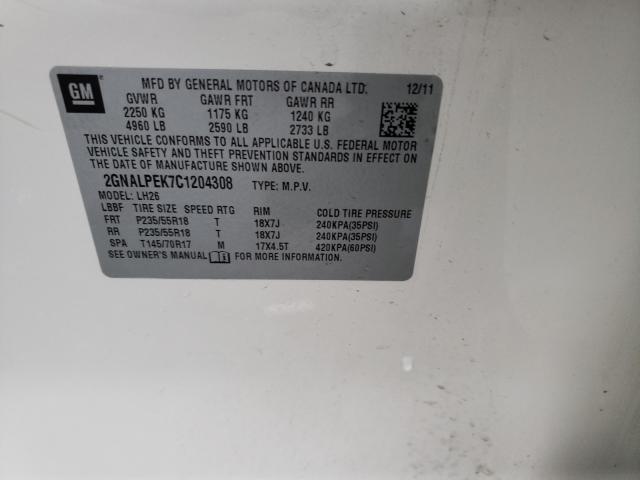 GM
MFD BY GENERAL MOTORS OF CANADA LTD. 12/11
GVWR GAWR FRT GAWR RR
2250 KG 1175 KG 1240 KG
4960 LB 2590 LB 2733 LB
THIS VEHICLE CONFORMS TO ALL APPLICABLE U.S. FEDERAL MOTOR
VEHICLE SAFETY AND THEFT PREVENTION STANDARDS IN EFFECT ON
THE DATE OF MANUFACTURE SHOWN ABOVE.
2GNALPEK7C1204308 TYPE: M.P.V.
MODEL: LH26
LBBF TIRE SIZE SPEED RTG RIM COLD TIRE PRESSURE
FRT P235/55R18 T 18X7J 240KPA(35PSI)
RR P235/55R18 T 18X7J 240KPA(35PSI)
SPA T145/70R17 M 17X4.5T 420KPA(60PSI)
SEE OWNER'S MANUAL FOR MORE INFORMATION.